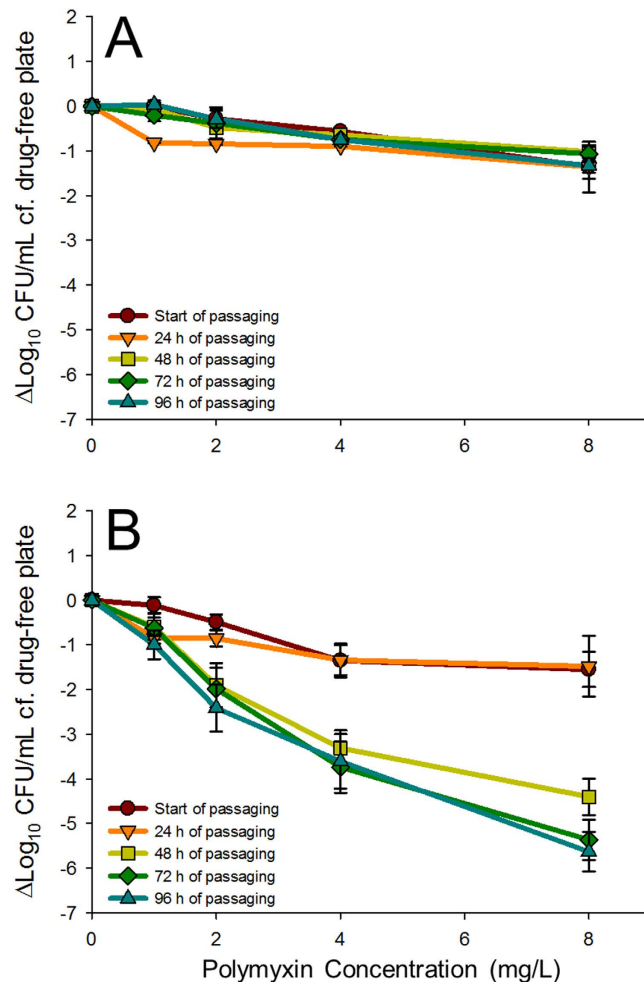 A
2
1
0
-1
-2
-3
-4
-5
-6
-7
ΔLog10 CFU/mL cf. drug-free plate
Start of passaging
24 h of passaging
48 h of passaging
72 h of passaging
96 h of passaging
0 2 4 6 8
B
2
1
0
-1
-2
-3
-4
-5
-6
-7
ΔLog10 CFU/mL cf. drug-free plate
Start of passaging
24 h of passaging
48 h of passaging
72 h of passaging
96 h of passaging
0 2 4 6 8
Polymyxin Concentration (mg/L)